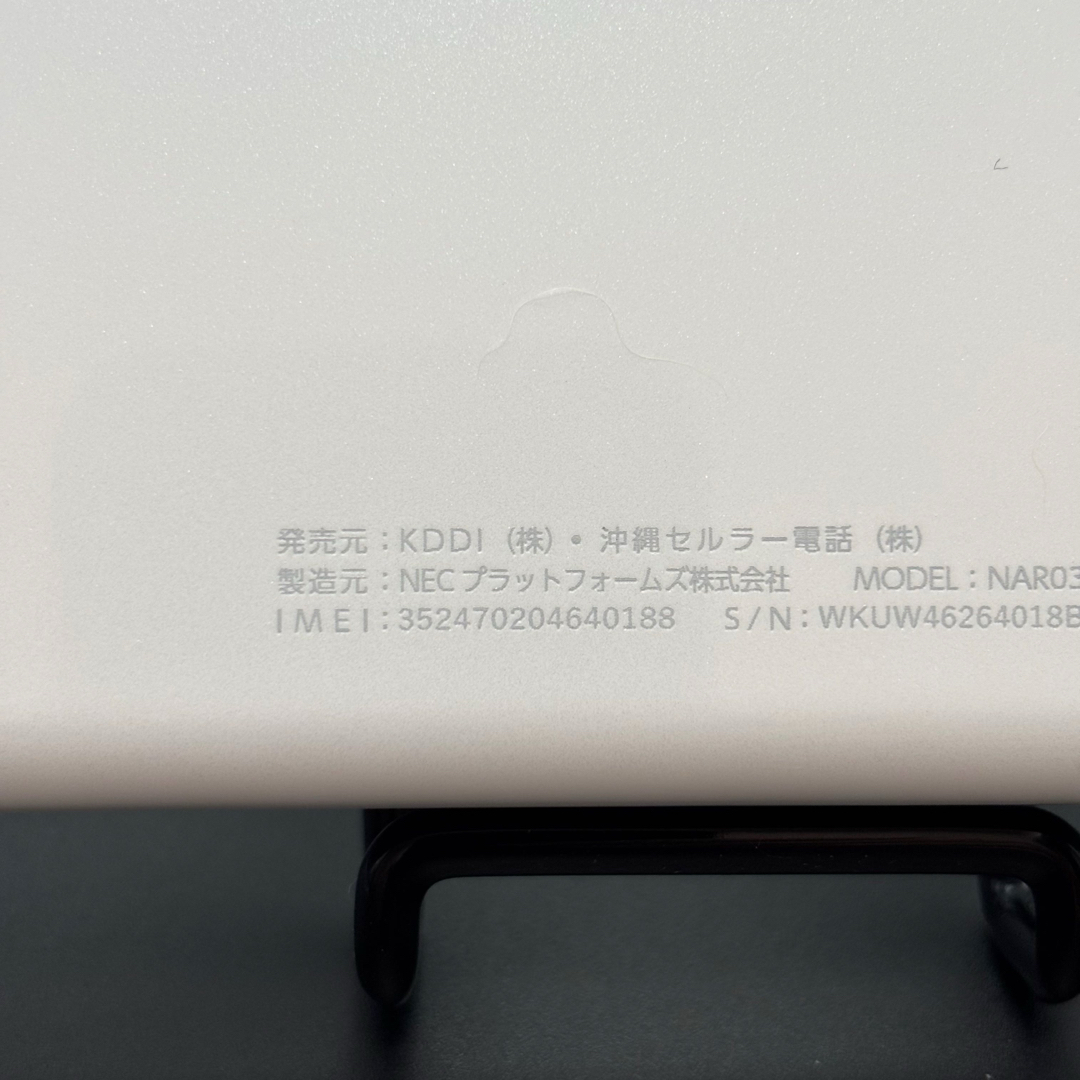 発売元：KDDI（株）・沖縄セルラー電話（株）
製造元：NECプラットフォームズ株式会社 MODEL：NAR03
IMEI：352470204640188 S/N：WKUW46264018B